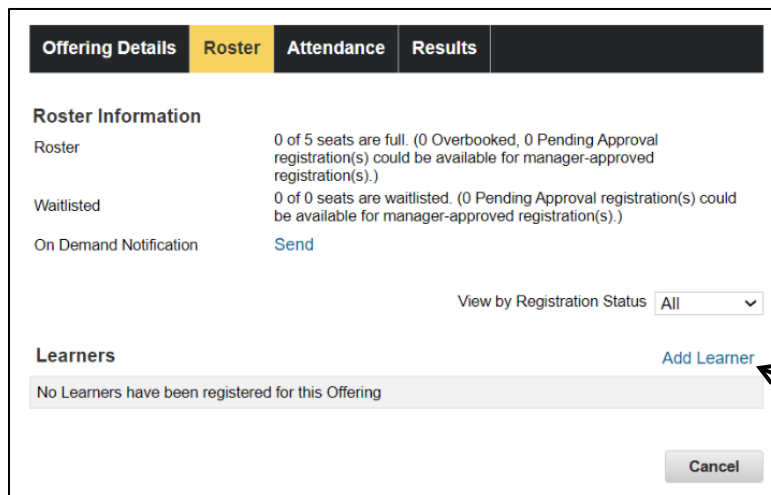 Offering Details Roster Attendance Results
Roster Information
Roster
0 of 5 seats are full. (0 Overbooked, 0 Pending Approval
registration(s) could be available for manager-approved
registration(s).)
Waitlisted
0 of 0 seats are waitlisted. (0 Pending Approval registration(s) could
be available for manager-approved registration(s).)
On Demand Notification Send
View by Registration Status All
Learners Add Learner
No Learners have been registered for this Offering
Cancel